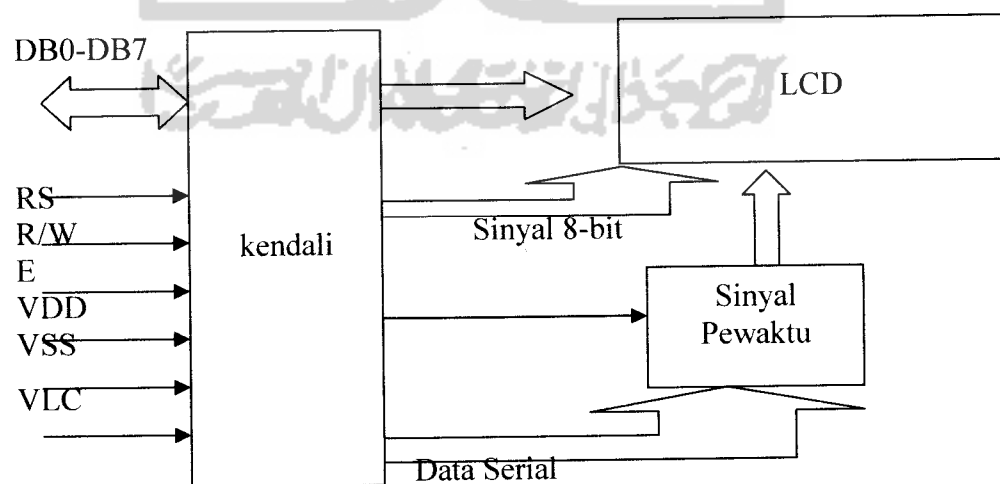 DB0-DB7
LCD
RS
R/W
E
VDD
VSS
VLC
kendali
Sinyal 8-bit
Sinyal
Pewaktu
Data Serial